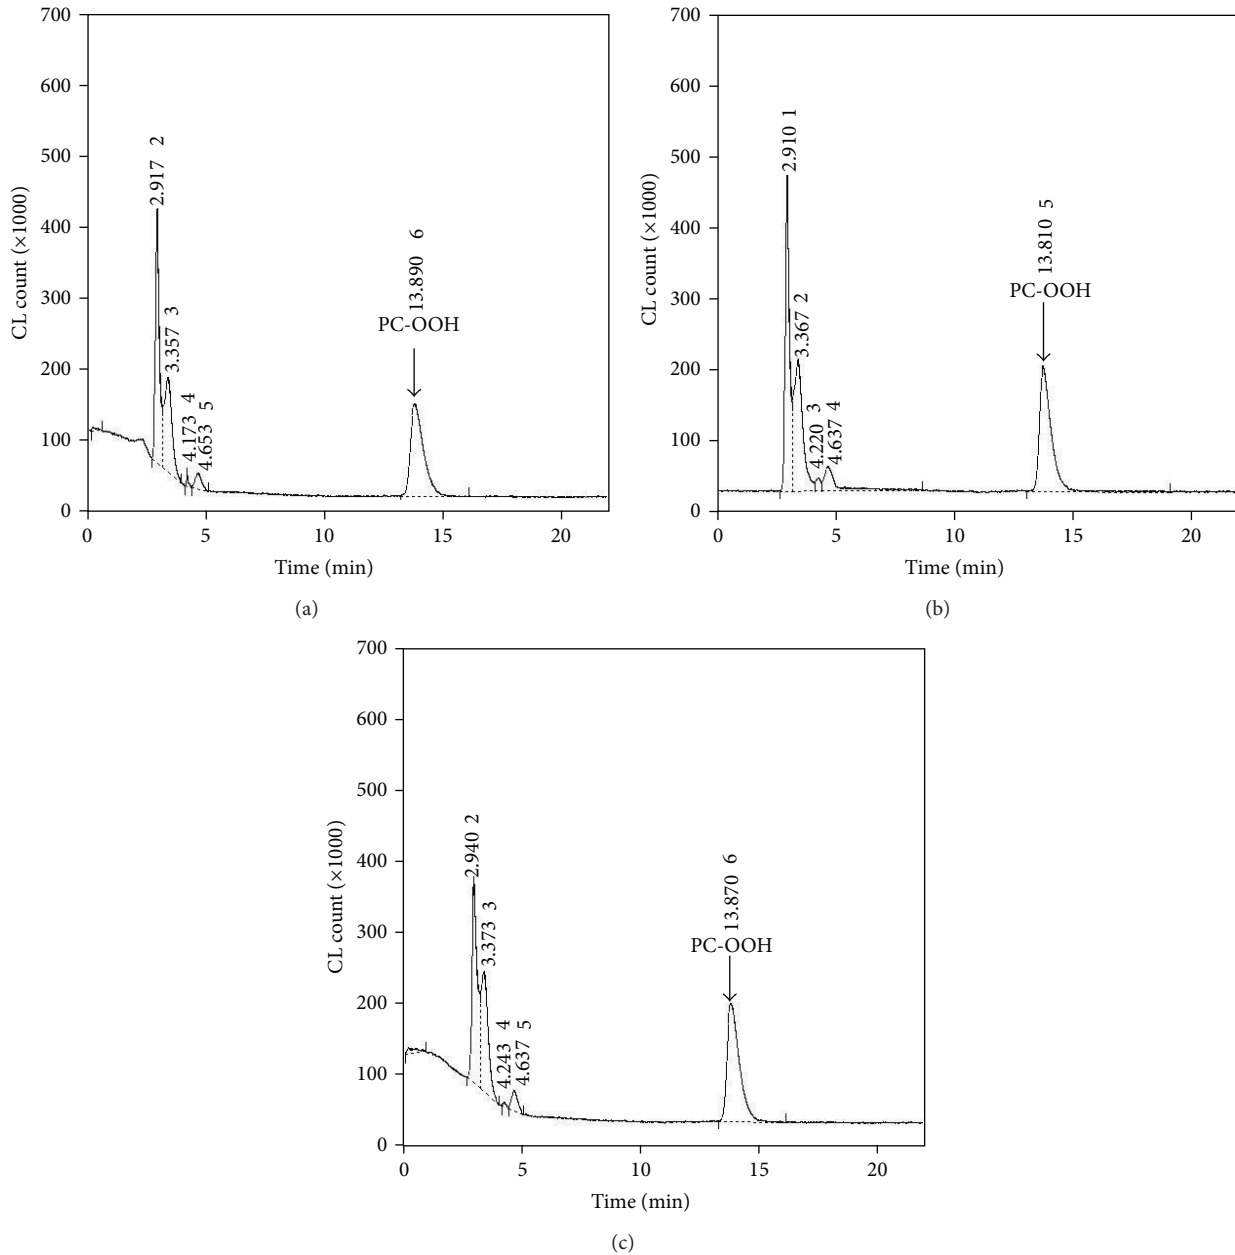 700
600
500
400
300
200
100
0
CL count (×1000)
2.917 2
3.357 3
4.173 4
4.653 5
13.890 6
PC-OOH
0 5 10 15 20
Time (min)
(a)
700
600
500
400
300
200
100
0
CL count (×1000)
2.910 1
3.367 2
4.220 3
4.637 4
13.810 5
PC-OOH
0 5 10 15 20
Time (min)
(b)
700
600
500
400
300
200
100
0
CL count (×1000)
2.940 2
3.373 3
4.243 4
4.637 5
13.870 6
PC-OOH
0 5 10 15 20
Time (min)
(c)